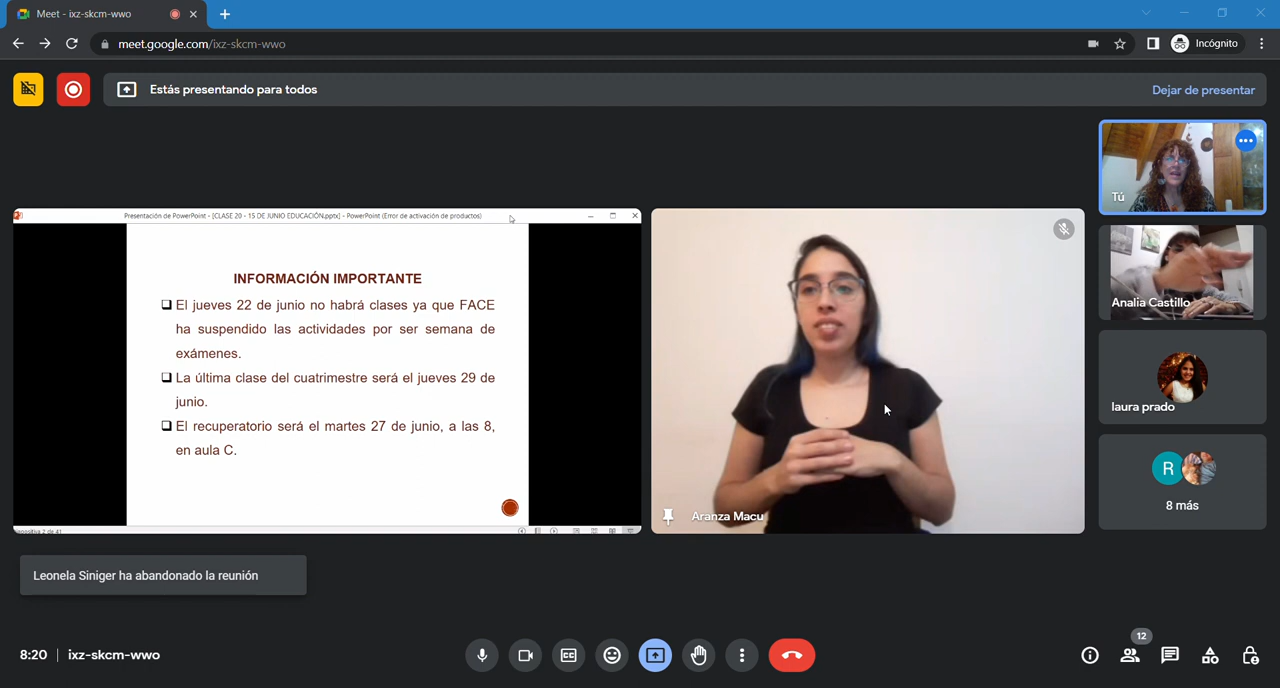 Meet - ixz-skcm-wwo
meet.google.com/ixz-skcm-wwo
Incógnito
Estás presentando para todos
Dejar de presentar
Presentación de PowerPoint - [CLASE 20 - 15 DE JUNIO EDUCACIÓN.pptx] - PowerPoint (Error de activación de productos)
INFORMACIÓN IMPORTANTE
El jueves 22 de junio no habrá clases ya que FACE
ha suspendido las actividades por ser semana de
exámenes.
La última clase del cuatrimestre será el jueves 29 de
junio.
El recuperatorio será el martes 27 de junio, a las 8,
en aula C.
Diapositiva 2 de 41
Aranza Macu
Tú
Analia Castillo
laura prado
R
8 más
Leonela Siniger ha abandonado la reunión
8:20 | ixz-skcm-wwo
12